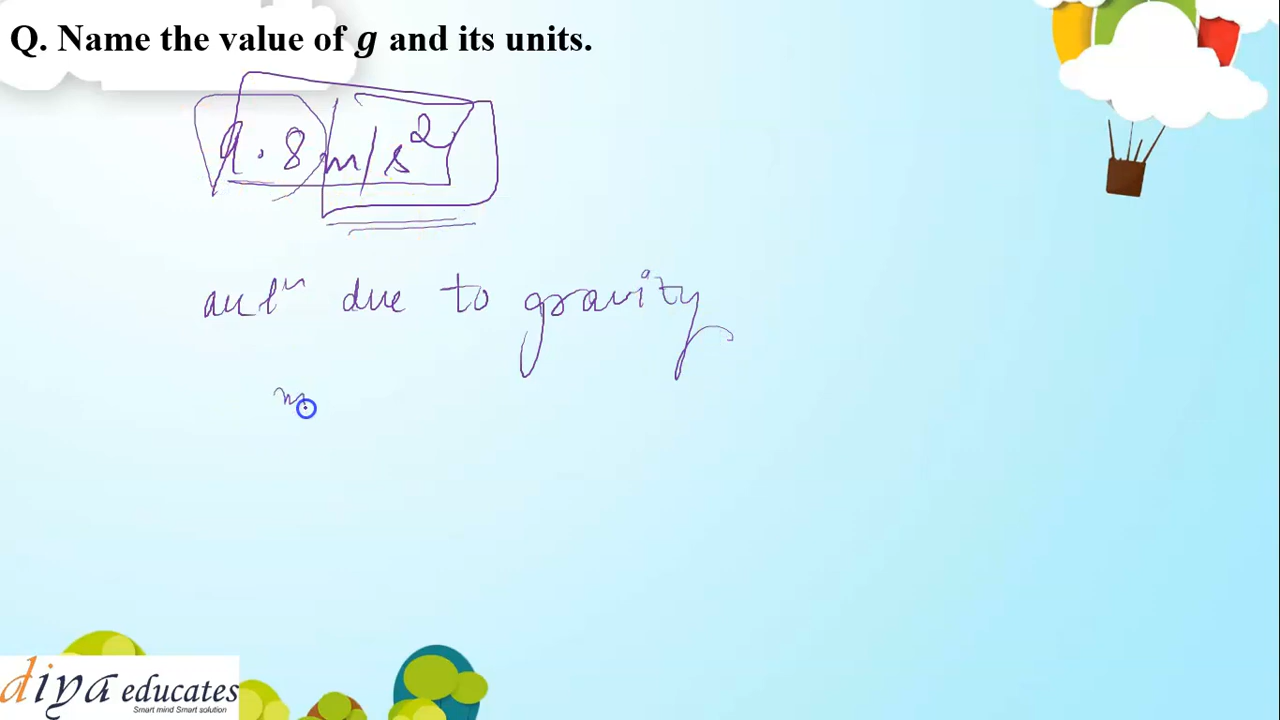 Q. Name the value of g and its units.
9.8 m/s²
accⁿ due to gravity
diya educates
Smart mind Smart solution